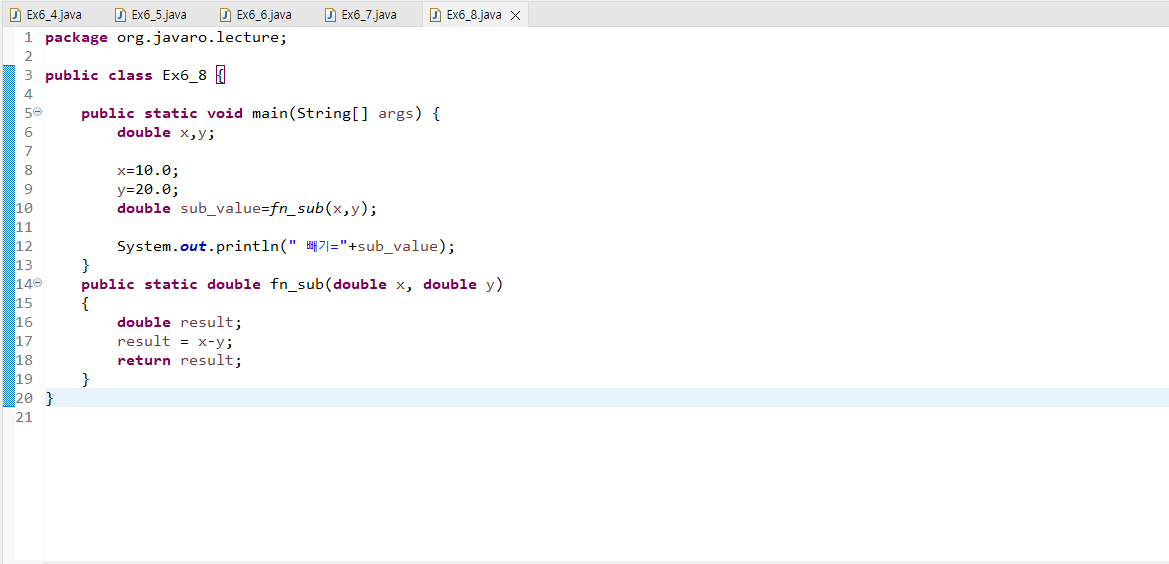 Ex6_4.java Ex6_5.java Ex6_6.java Ex6_7.java Ex6_8.java
1 package org.javaro.lecture;
2
3 public class Ex6_8 {
4
5 public static void main(String[] args) {
6 double x,y;
7
8 x=10.0;
9 y=20.0;
10 double sub_value=fn_sub(x,y);
11
12 System.out.println(" 빼기="+sub_value);
13 }
14 public static double fn_sub(double x, double y)
15 {
16 double result;
17 result = x-y;
18 return result;
19 }
20 }
21